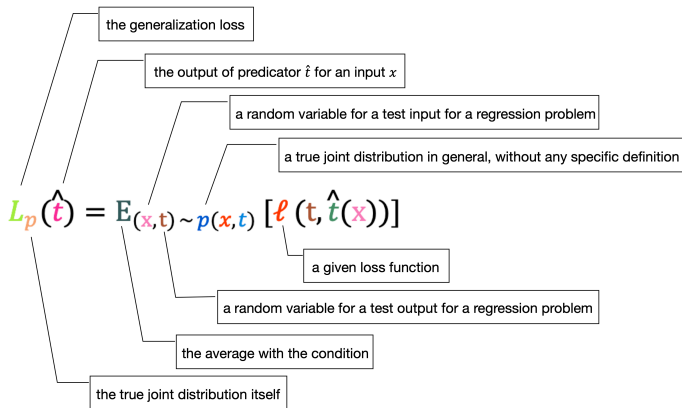 the generalization loss
the output of predicator t̂ for an input x
a random variable for a test input for a regression problem
a true joint distribution in general, without any specific definition
L_p(t̂) = E_(x,t)~p(x,t) [ℓ(t,t̂(x))]
a given loss function
a random variable for a test output for a regression problem
the average with the condition
the true joint distribution itself